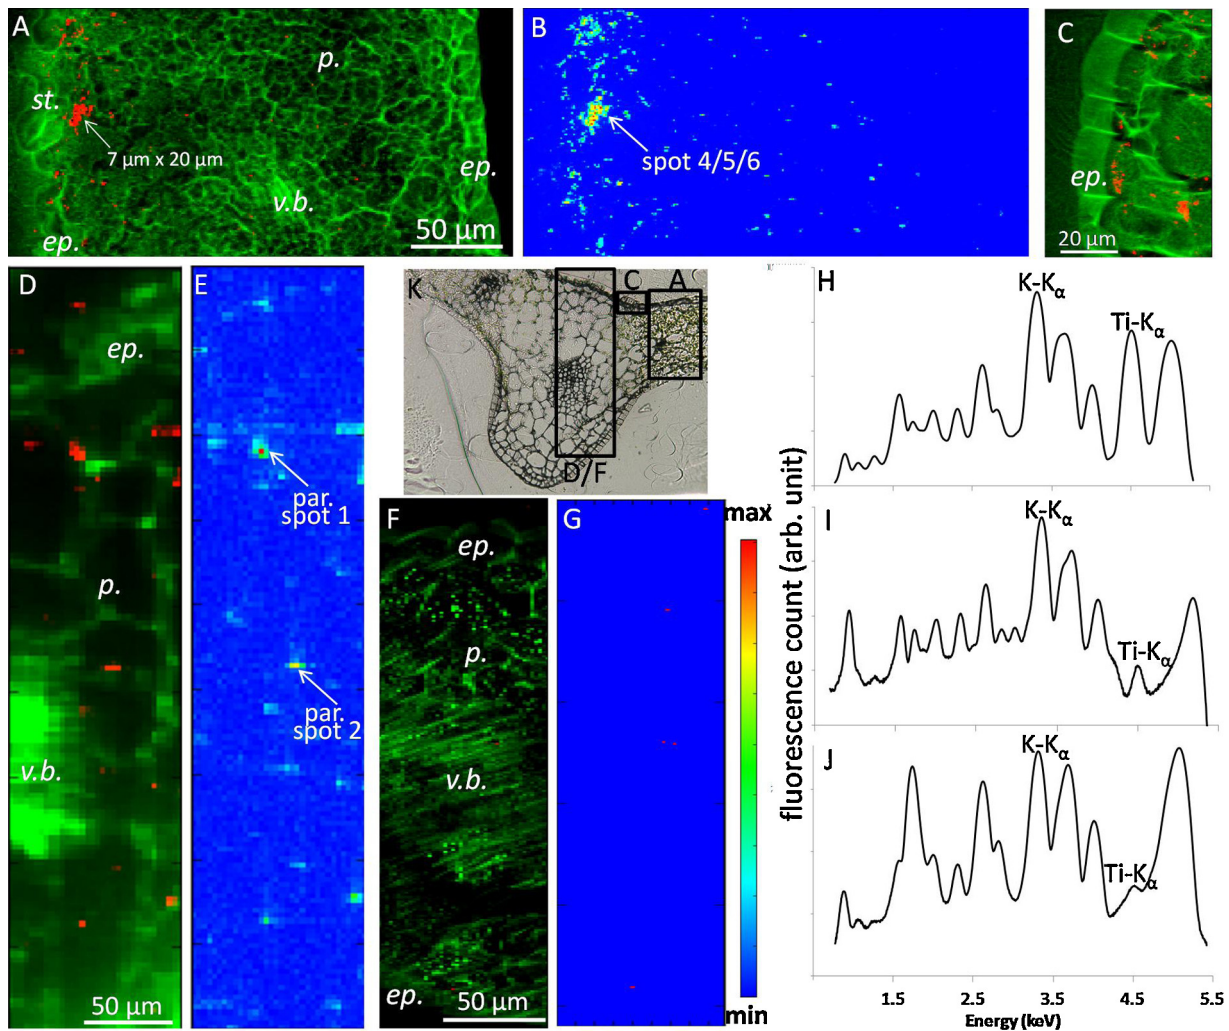 A
p.
st.
7 µm x 20 µm
ep.
v.b.
ep.
50 µm
B
spot 4/5/6
C
ep.
20 µm
D
ep.
p.
v.b.
50 µm
E
par.
spot 1
par.
spot 2
K
C
A
D/F
F
ep.
p.
v.b.
ep.
50 µm
G
max
min
fluorescence count (arb. unit)
H
K-Kα
Ti-Kα
I
K-Kα
Ti-Kα
J
K-Kα
Ti-Kα
1.5
2.5
3.5
4.5
5.5
Energy (keV)